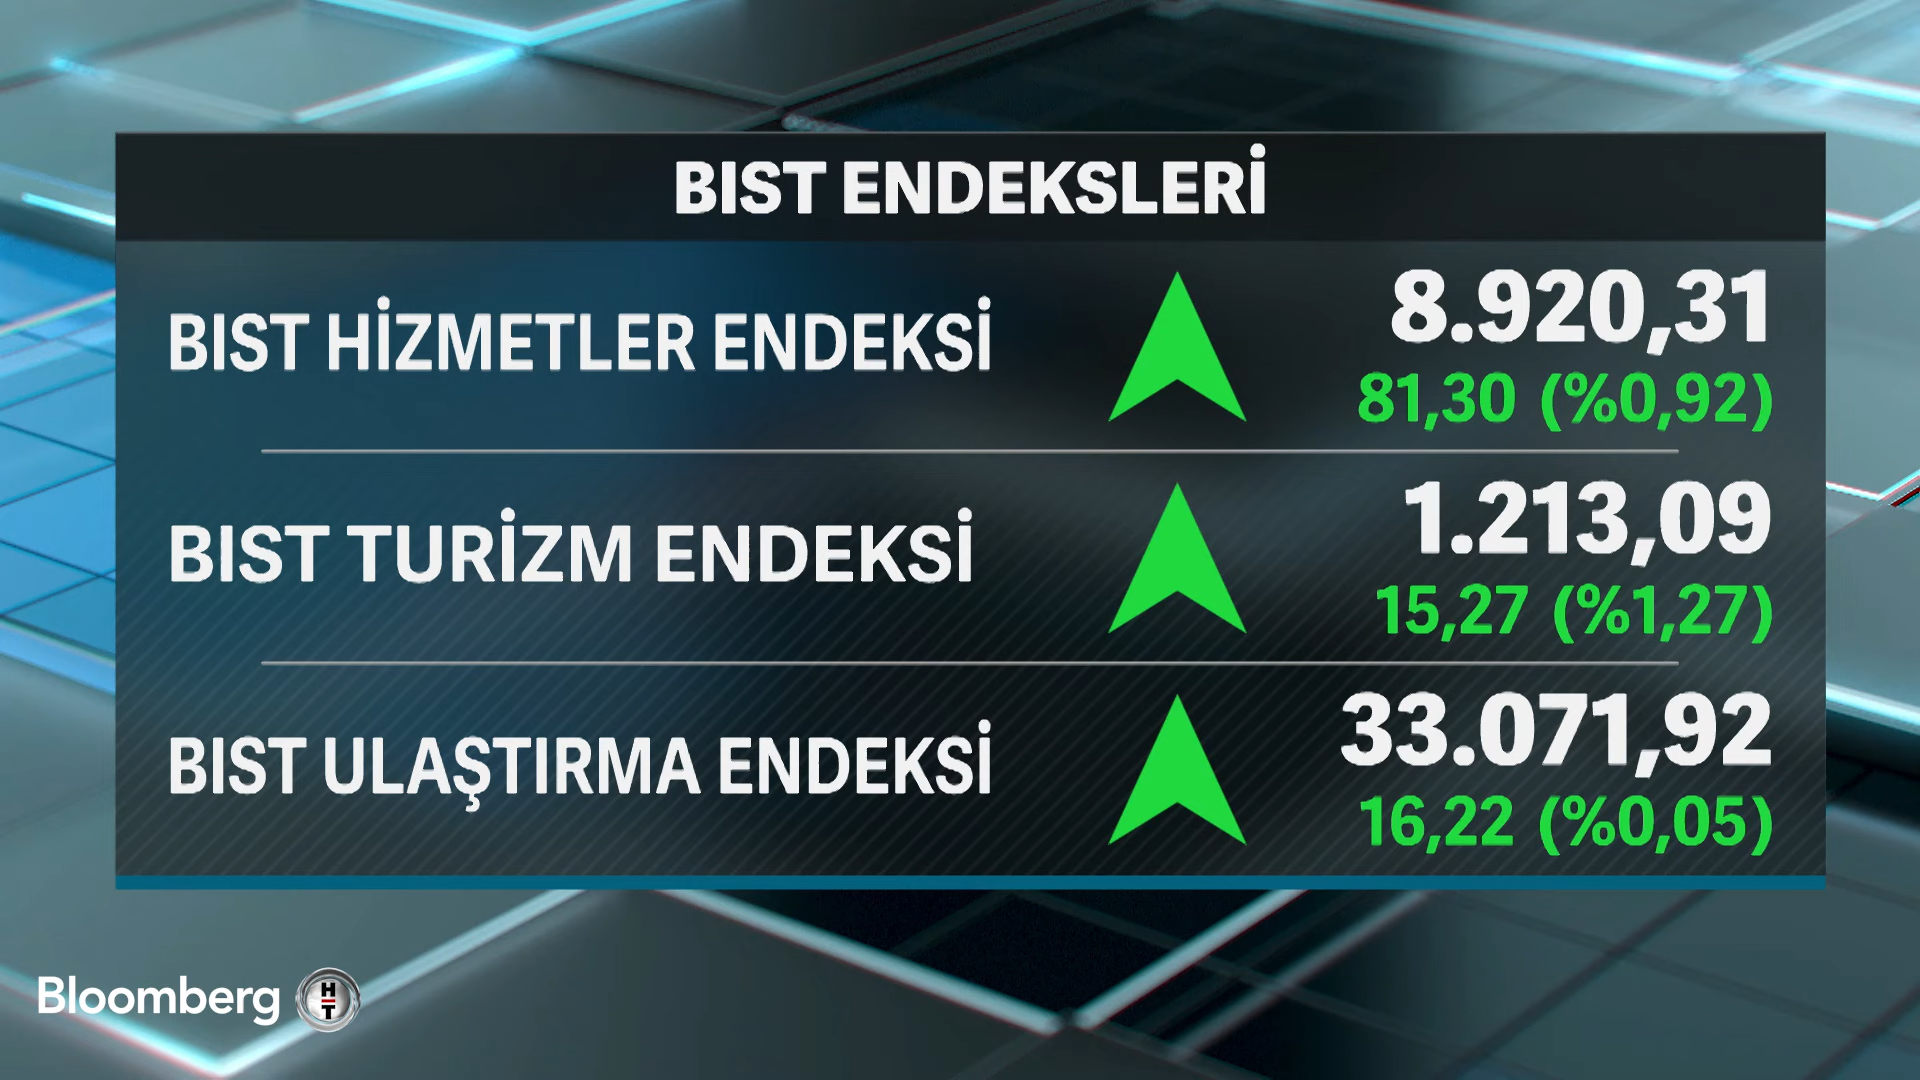 BIST ENDEKSLERİ
BIST HİZMETLER ENDEKSİ
8.920,31
81,30 (%0,92)
BIST TURİZM ENDEKSİ
1.213,09
15,27 (%1,27)
BIST ULAŞTIRMA ENDEKSİ
33.071,92
16,22 (%0,05)
Bloomberg HT